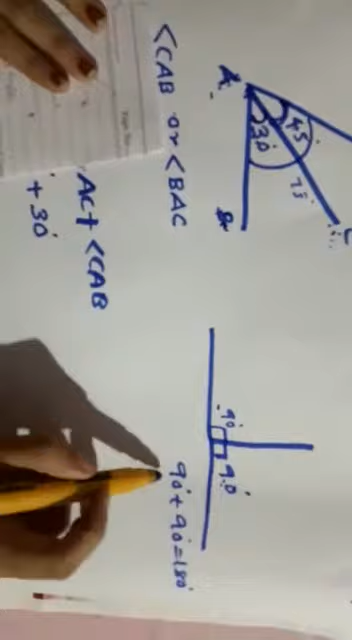 A
45°
30°
75°
C
B
<CAB or <BAC
AC+ <CAB
+ 30°
90°
90°
90°+90°=180°